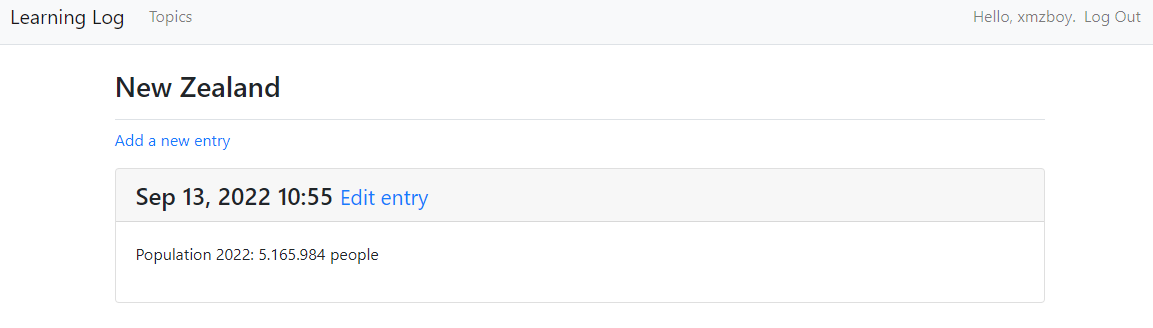 Learning Log Topics Hello, xmzboy. Log Out
New Zealand
Add a new entry
Sep 13, 2022 10:55 Edit entry
Population 2022: 5.165.984 people